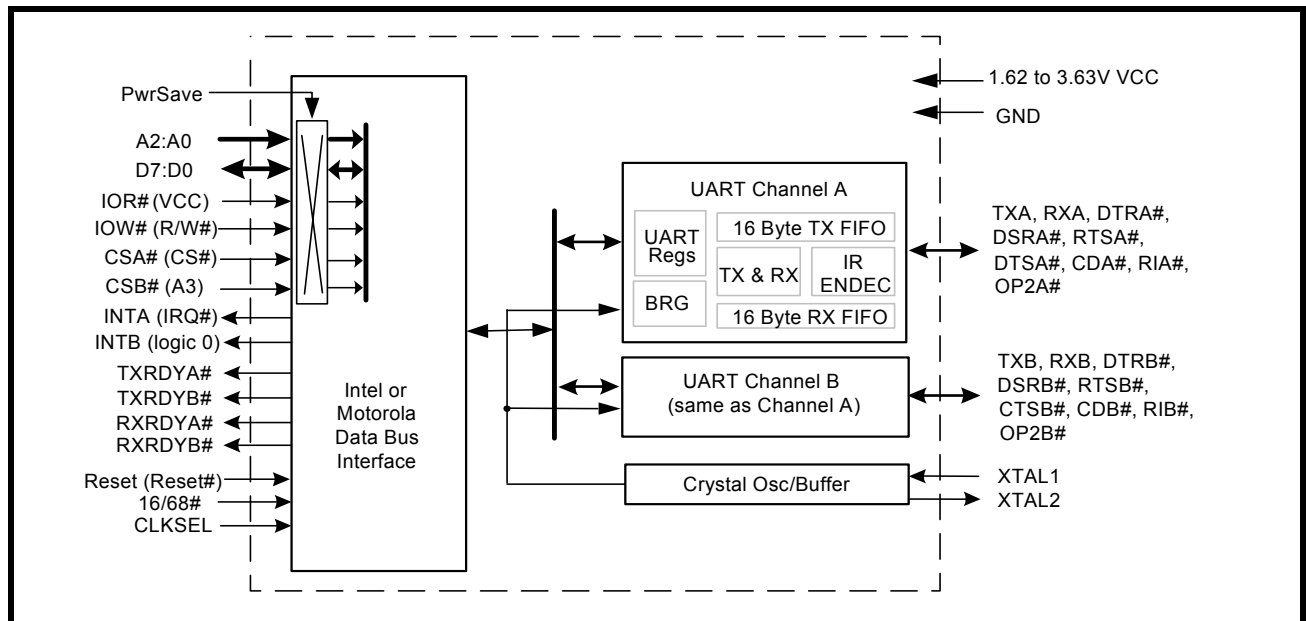 PwrSave
A2:A0
D7:D0
IOR# (VCC)
IOW# (R/W#)
CSA# (CS#)
CSB# (A3)
INTA (IRQ#)
INTB (logic 0)
TXRDYA#
TXRDYB#
RXRDYA#
RXRDYB#
Reset (Reset#)
16/68#
CLKSEL
Intel or
Motorola
Data Bus
Interface
UART Channel A
UART
Regs
BRG
16 Byte TX FIFO
TX & RX
IR
ENDEC
16 Byte RX FIFO
UART Channel B
(same as Channel A)
Crystal Osc/Buffer
1.62 to 3.63V VCC
GND
TXA, RXA, DTRA#,
DSRA#, RTSA#,
DTSA#, CDA#, RIA#,
OP2A#
TXB, RXB, DTRB#,
DSRB#, RTSB#,
CTSB#, CDB#, RIB#,
OP2B#
XTAL1
XTAL2